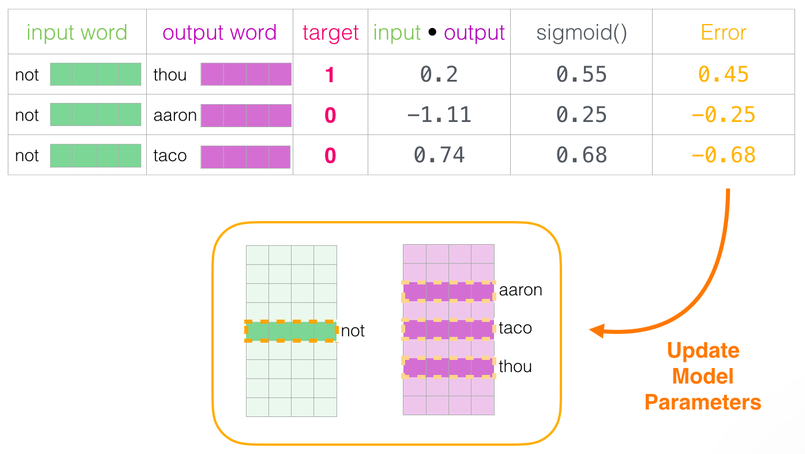 input word output word target input • output sigmoid() Error
not thou 1 0.2 0.55 0.45
not aaron 0 -1.11 0.25 -0.25
not taco 0 0.74 0.68 -0.68
aaron
not taco
thou
Update
Model
Parameters